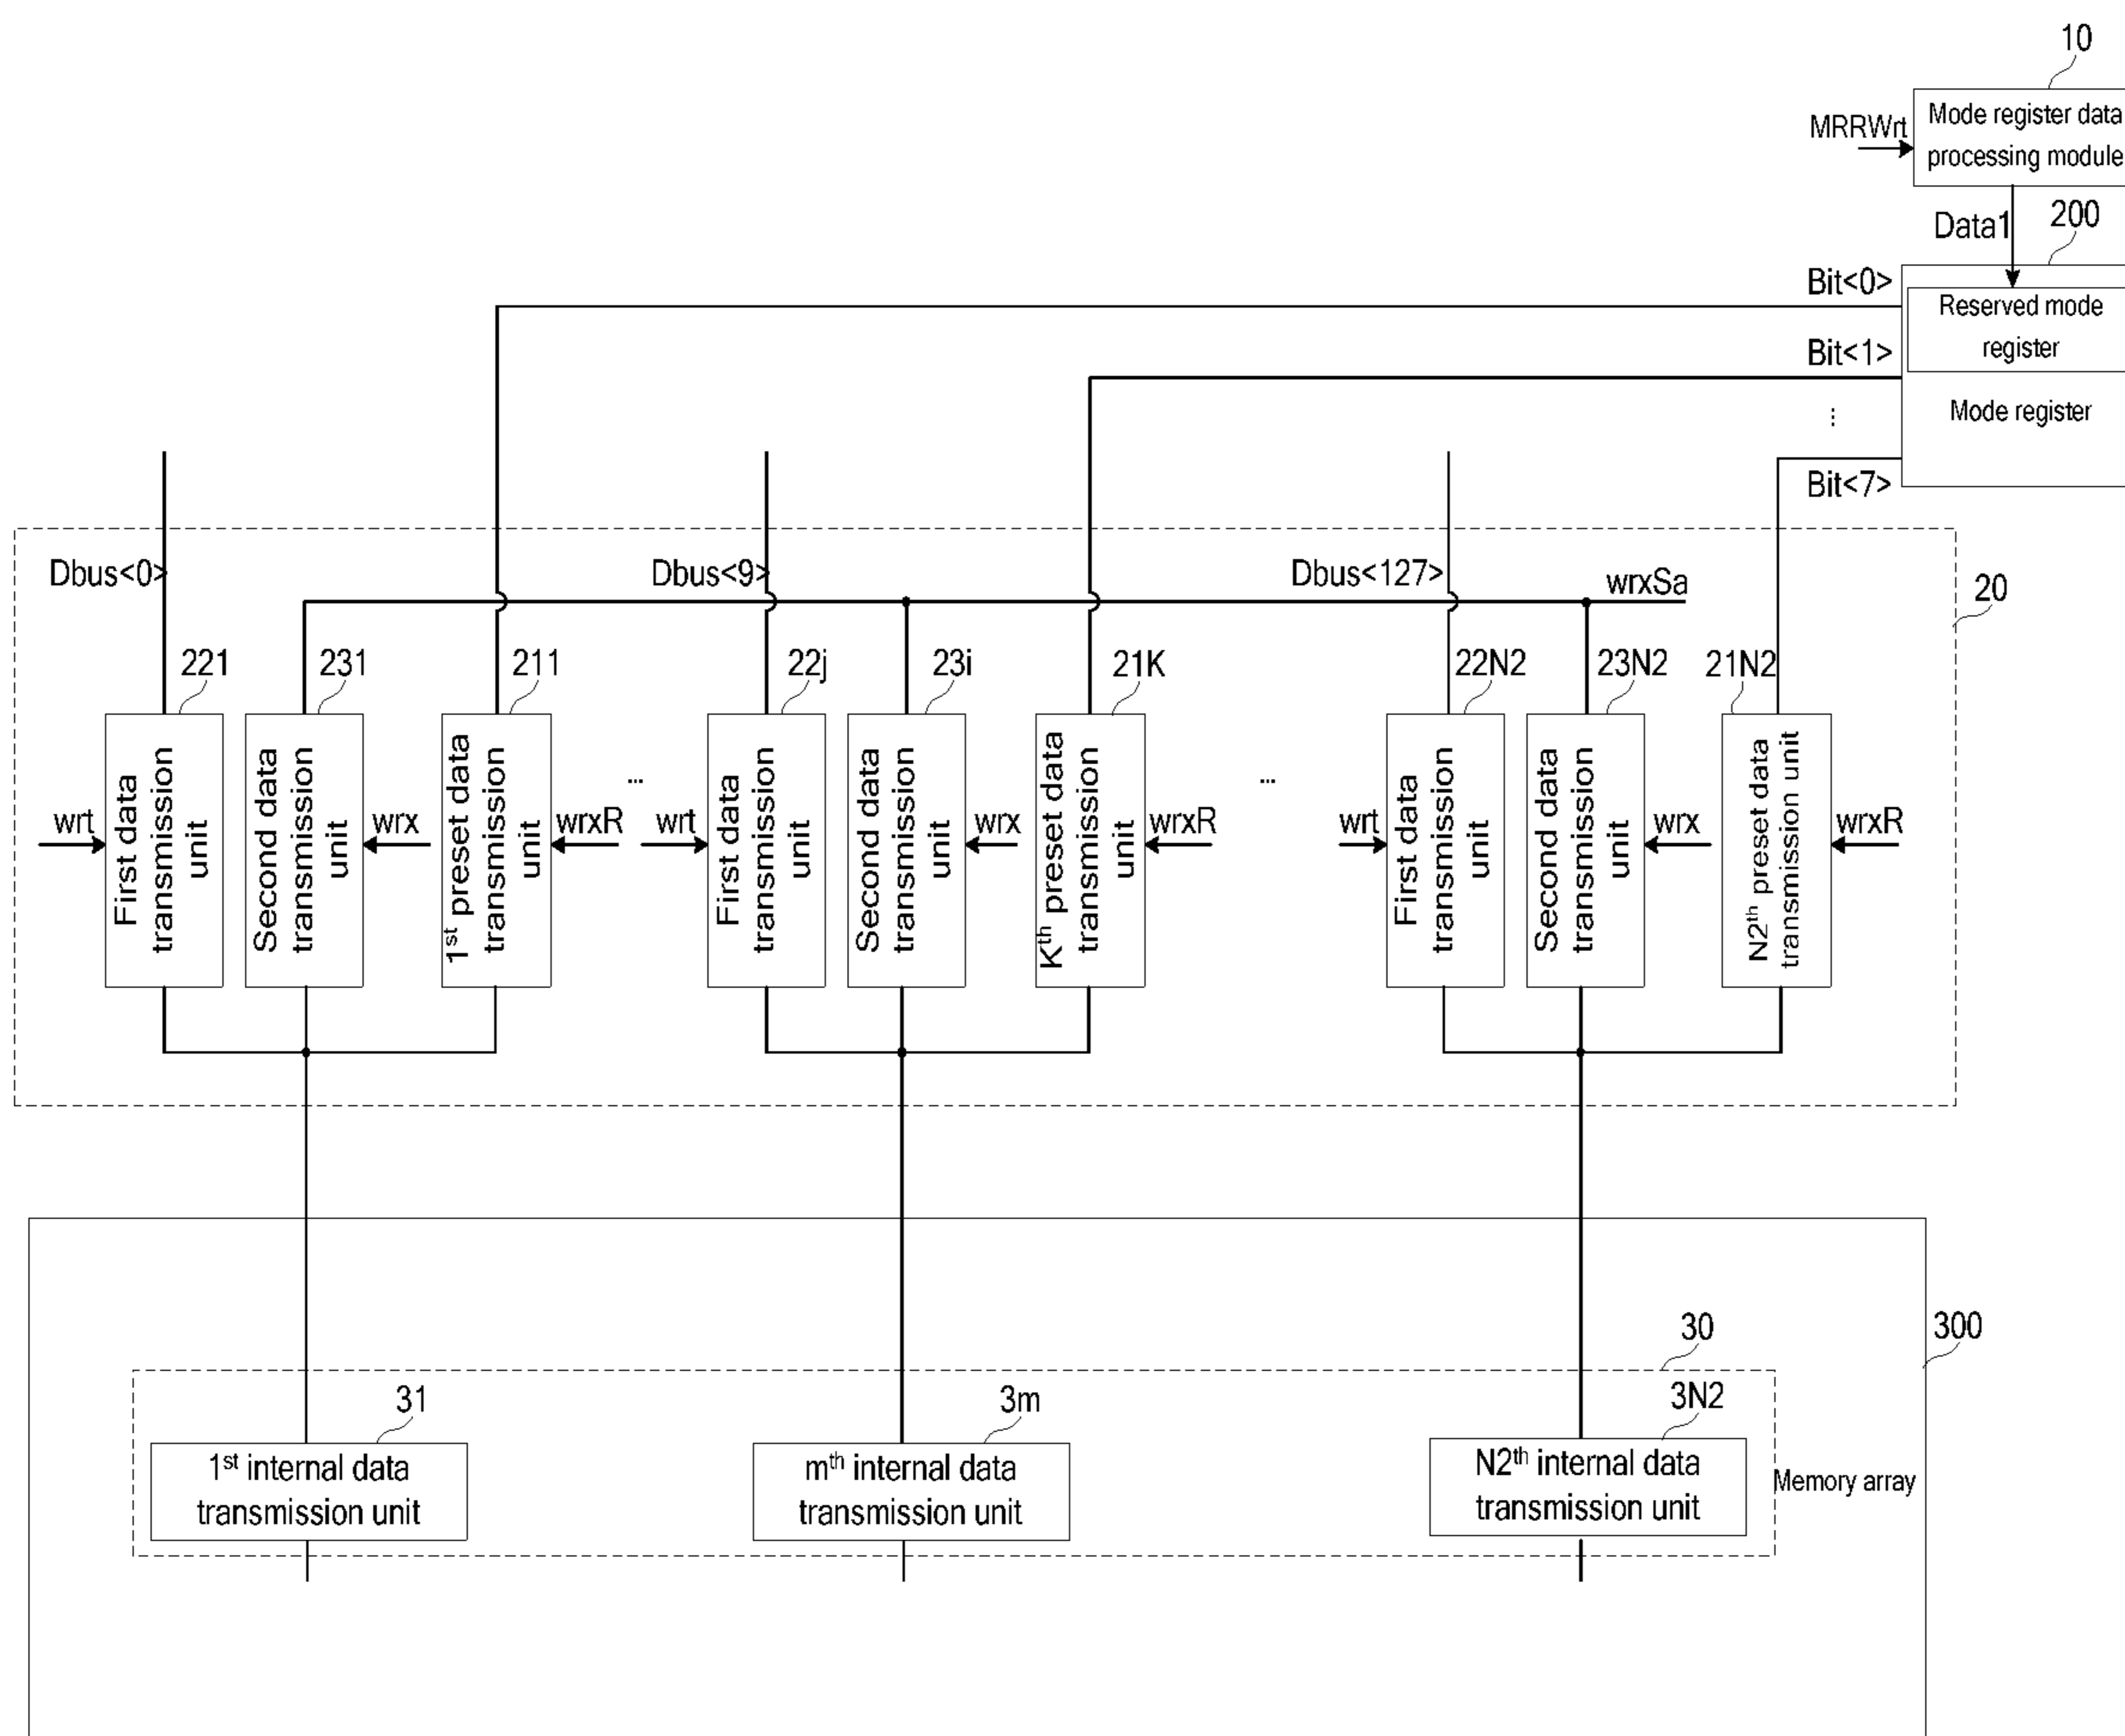 10
MRRWrt
Mode register data
processing module
Data1
200
Bit<0>
Reserved mode
register
Bit<1>
⋮
Mode register
Bit<7>
Dbus<0>
Dbus<9>
Dbus<127>
wrxSa
20
221
231
211
22j
23i
21K
22N2
23N2
21N2
wrt
First data
transmission
unit
Second data
transmission
unit
wrx
1st preset data
transmission
unit
wrxR
...
wrt
First data
transmission
unit
Second data
transmission
unit
wrx
Kth preset data
transmission
unit
wrxR
...
wrt
First data
transmission
unit
Second data
transmission
unit
wrx
N2th preset data
transmission unit
wrxR
30
300
31
3m
3N2
1st internal data
transmission unit
mth internal data
transmission unit
N2th internal data
transmission unit
Memory array